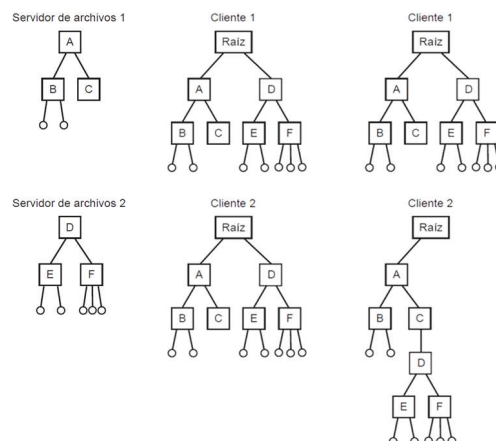 Servidor de archivos 1
A
B C
Cliente 1
Raíz
A D
B C E F
Cliente 1
Raíz
A D
B C E F
Servidor de archivos 2
D
E F
Cliente 2
Raíz
A D
B C E F
Cliente 2
Raíz
A
B C
D
E F